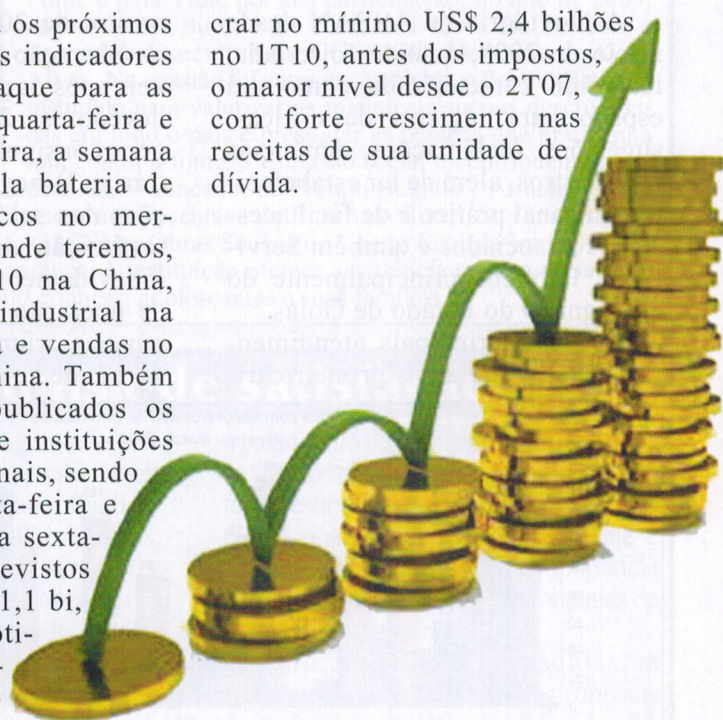 os próximos
s indicadores
aque para as
quarta-feira
ira, a semana
la bateria de
cos no mer-
nde teremos,
10 na China,
industrial na
e vendas no
hina. Também
publicados os
e instituições
nais, sendo
ta-feira e
a sexta-
evistos
1,1 bi,
oti-
crar no mínimo US$ 2,4 bilhões
no 1T10, antes dos impostos,
o maior nível desde o 2T07,
com forte crescimento nas
receitas de sua unidade de
dívida.